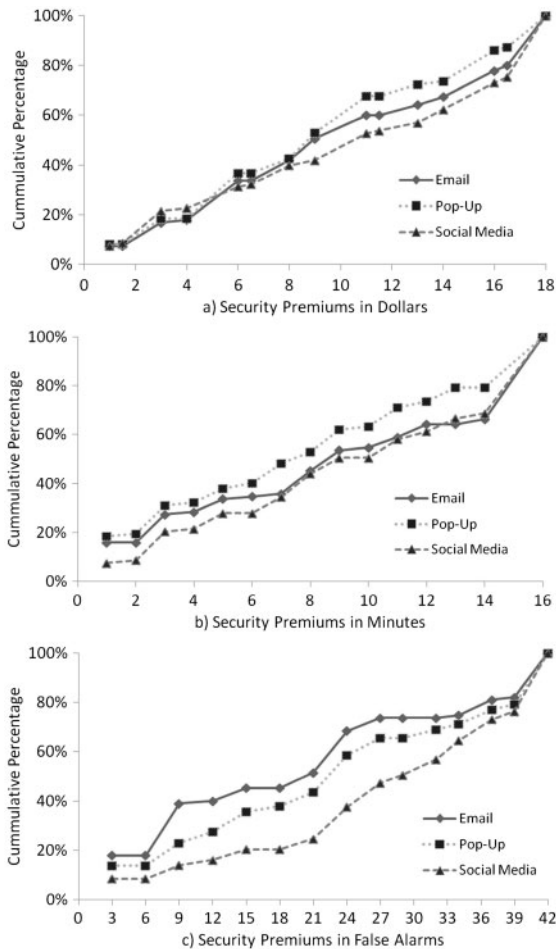 Cummulative Percentage
100%
80%
60%
40%
20%
0%
0 2 4 6 8 10 12 14 16 18
Email
Pop-Up
Social Media
a) Security Premiums in Dollars
Cummulative Percentage
100%
80%
60%
40%
20%
0%
0 2 4 6 8 10 12 14 16
Email
Pop-Up
Social Media
b) Security Premiums in Minutes
Cummulative Percentage
100%
80%
60%
40%
20%
0%
0 3 6 9 12 15 18 21 24 27 30 33 36 39 42
Email
Pop-Up
Social Media
c) Security Premiums in False Alarms